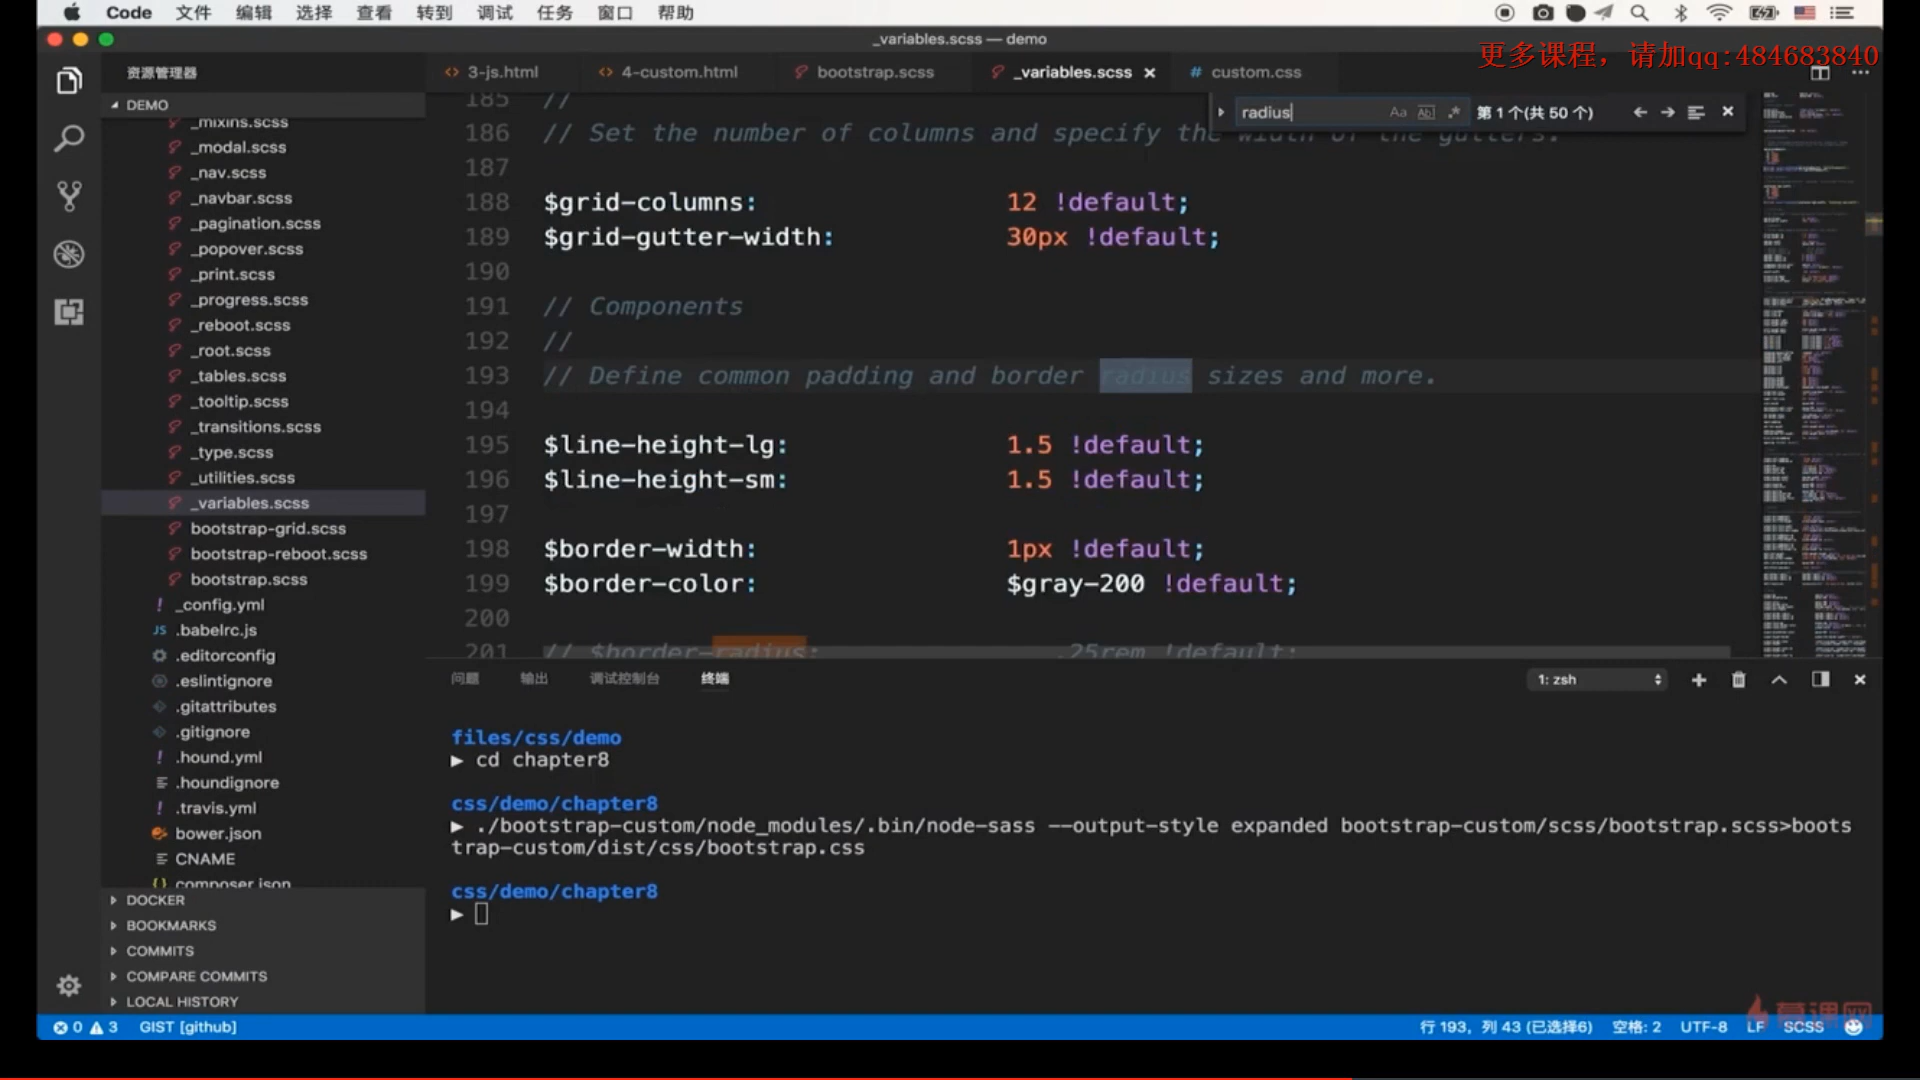 Code 文件 编辑 选择 查看 转到 调试 任务 窗口 帮助
_variables.scss — demo
更多课程，请加qq:484683840
资源管理器
3-js.html 4-custom.html bootstrap.scss _variables.scss × # custom.css
DEMO
_mixins.scss
_modal.scss
_nav.scss
_navbar.scss
_pagination.scss
_popover.scss
_print.scss
_progress.scss
_reboot.scss
_root.scss
_tables.scss
_tooltip.scss
_transitions.scss
_type.scss
_utilities.scss
_variables.scss
bootstrap-grid.scss
bootstrap-reboot.scss
bootstrap.scss
! _config.yml
JS .babelrc.js
.editorconfig
.eslintignore
.gitattributes
.gitignore
! .hound.yml
.houndignore
! .travis.yml
bower.json
CNAME
{} composer.json
DOCKER
BOOKMARKS
COMMITS
COMPARE COMMITS
LOCAL HISTORY
radius Aa Abl .* 第 1 个(共 50 个)
185 //
186 // Set the number of columns and specify the width of the gutters.
187
188 $grid-columns: 12 !default;
189 $grid-gutter-width: 30px !default;
190
191 // Components
192 //
193 // Define common padding and border radius sizes and more.
194
195 $line-height-lg: 1.5 !default;
196 $line-height-sm: 1.5 !default;
197
198 $border-width: 1px !default;
199 $border-color: $gray-200 !default;
200
201 // $border-radius: .25rem !default;
问题 输出 调试控制台 终端 1: zsh
files/css/demo
▶ cd chapter8
css/demo/chapter8
▶ ./bootstrap-custom/node_modules/.bin/node-sass --output-style expanded bootstrap-custom/scss/bootstrap.scss>boots
trap-custom/dist/css/bootstrap.css
css/demo/chapter8
▶
0 3 GIST [github] 行 193，列 43 (已选择6) 空格: 2 UTF-8 LF SCSS
慕课网